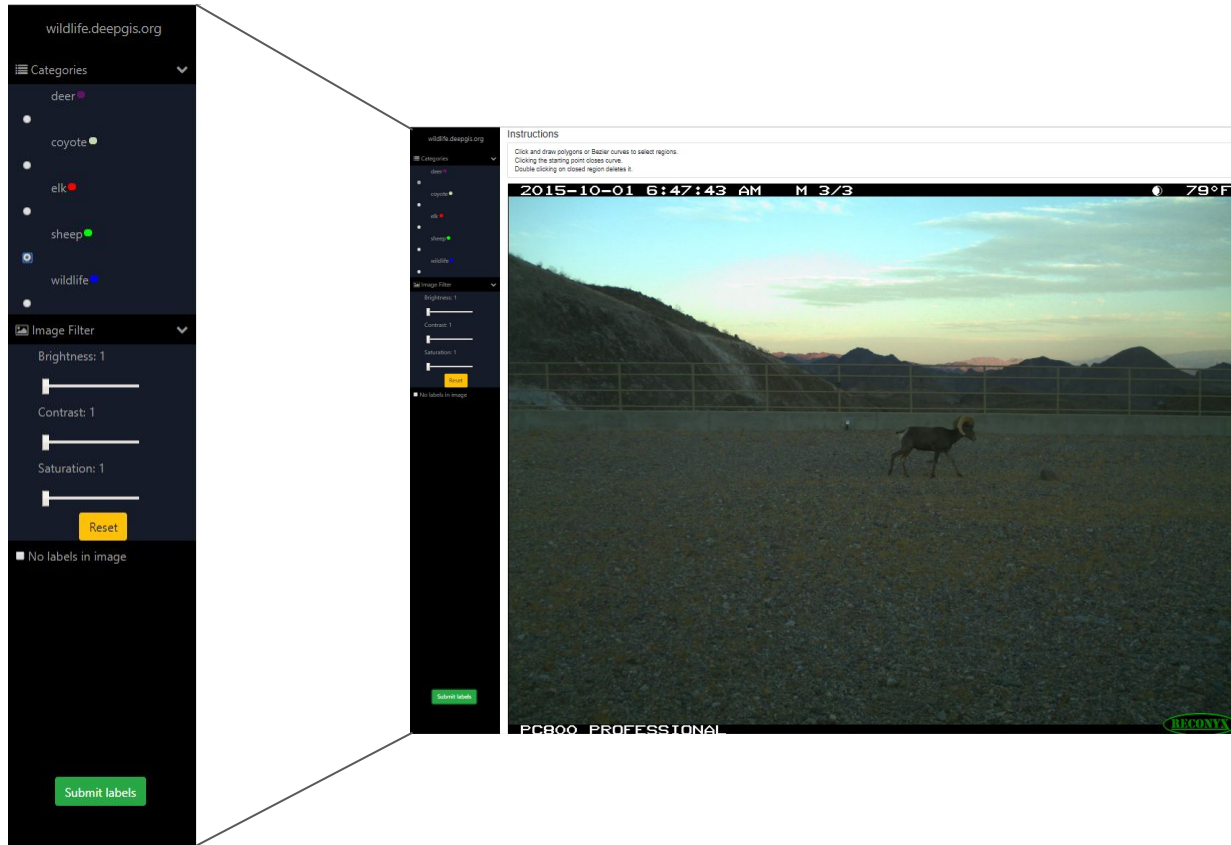 wildlife.deepgis.org
Categories
deer
coyote
elk
sheep
wildlife
Image Filter
Brightness: 1
Contrast: 1
Saturation: 1
Reset
No labels in image
Submit labels
wildlife.deepgis.org
Categories
deer
coyote
elk
sheep
wildlife
Image Filter
Brightness: 1
Contrast: 1
Saturation: 1
Reset
No labels in image
Submit labels
Instructions
Click and draw polygons or Bezier curves to select regions.
Clicking the starting point closes curve.
Double clicking on closed region deletes it.
2015-10-01 6:47:43 AM M 3/3 79°F
PC800 PROFESSIONAL
RECONYX